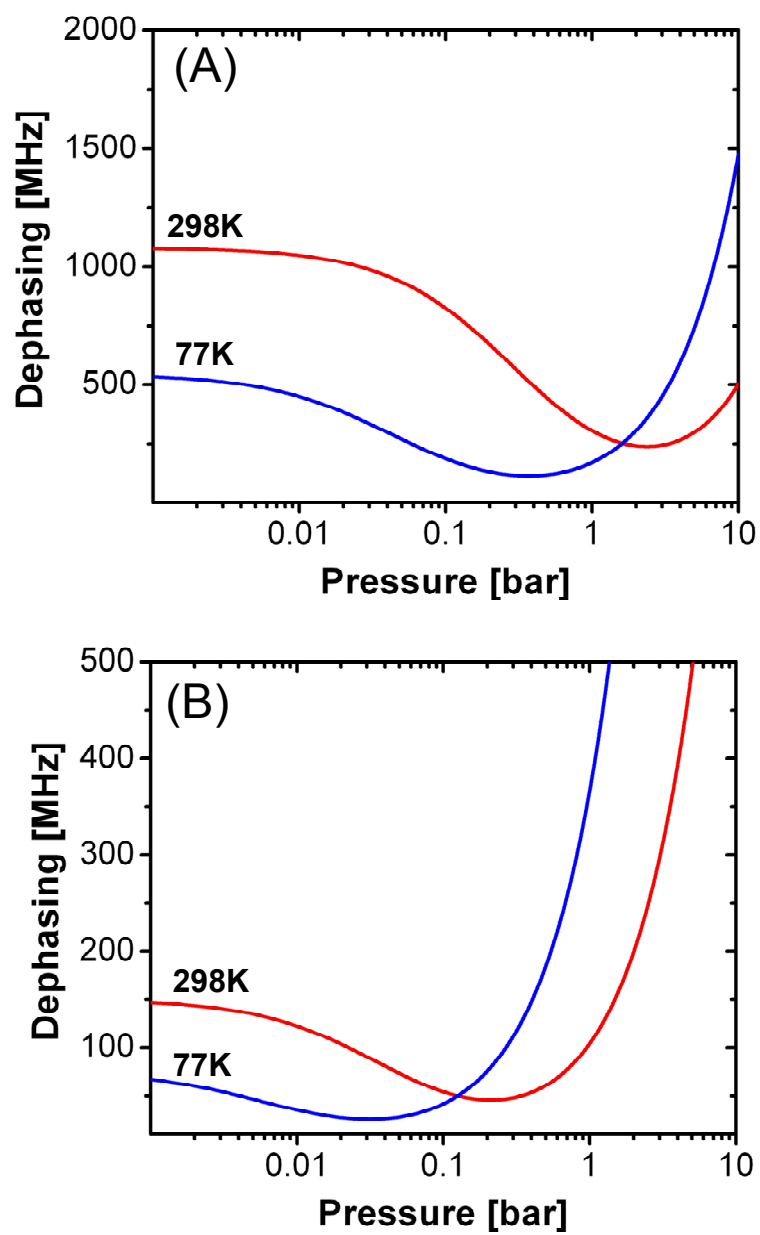 (A)
Dephasing [MHz]
2000
1500
1000
500
298K
77K
0.01 0.1 1 10
Pressure [bar]
(B)
Dephasing [MHz]
500
400
300
200
100
298K
77K
0.01 0.1 1 10
Pressure [bar]